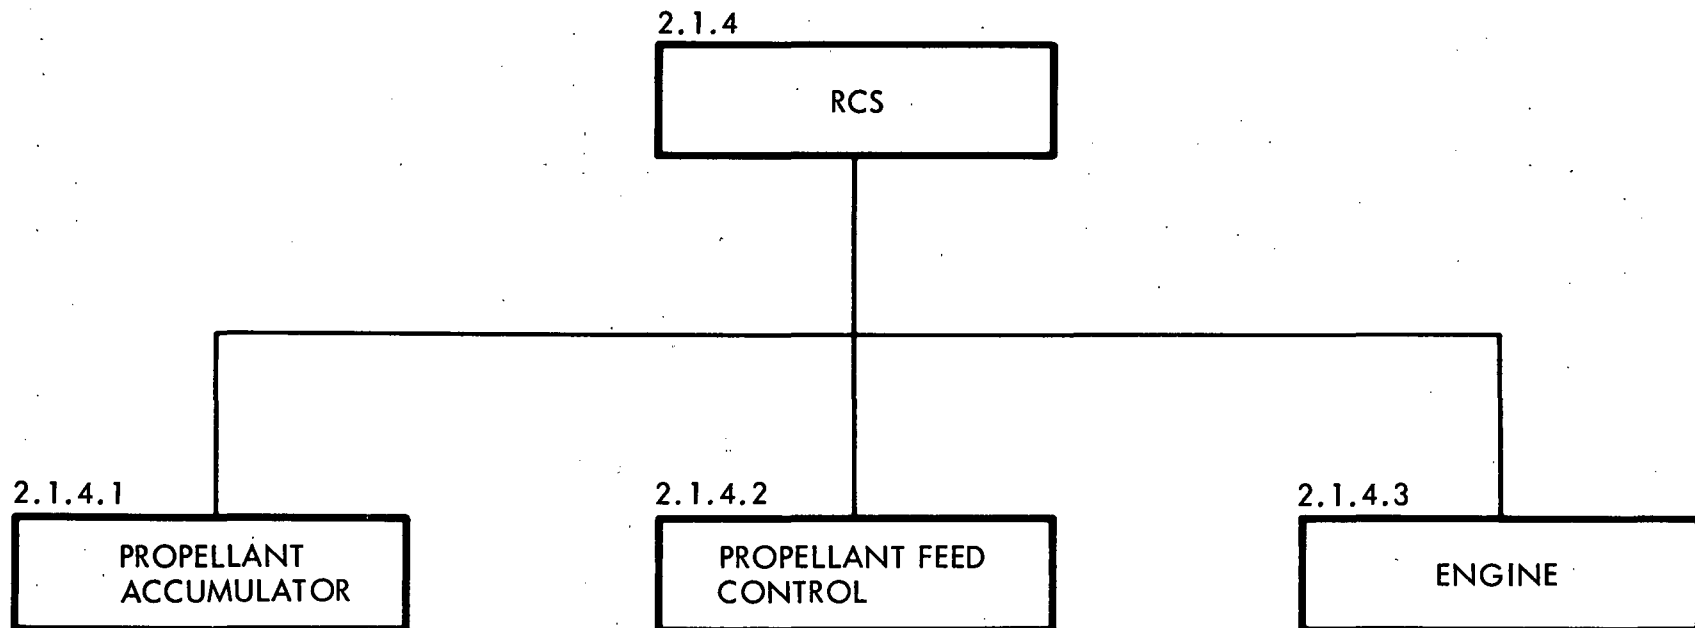 2.1.4
RCS
2.1.4.1
PROPELLANT
ACCUMULATOR
2.1.4.2
PROPELLANT FEED
CONTROL
2.1.4.3
ENGINE